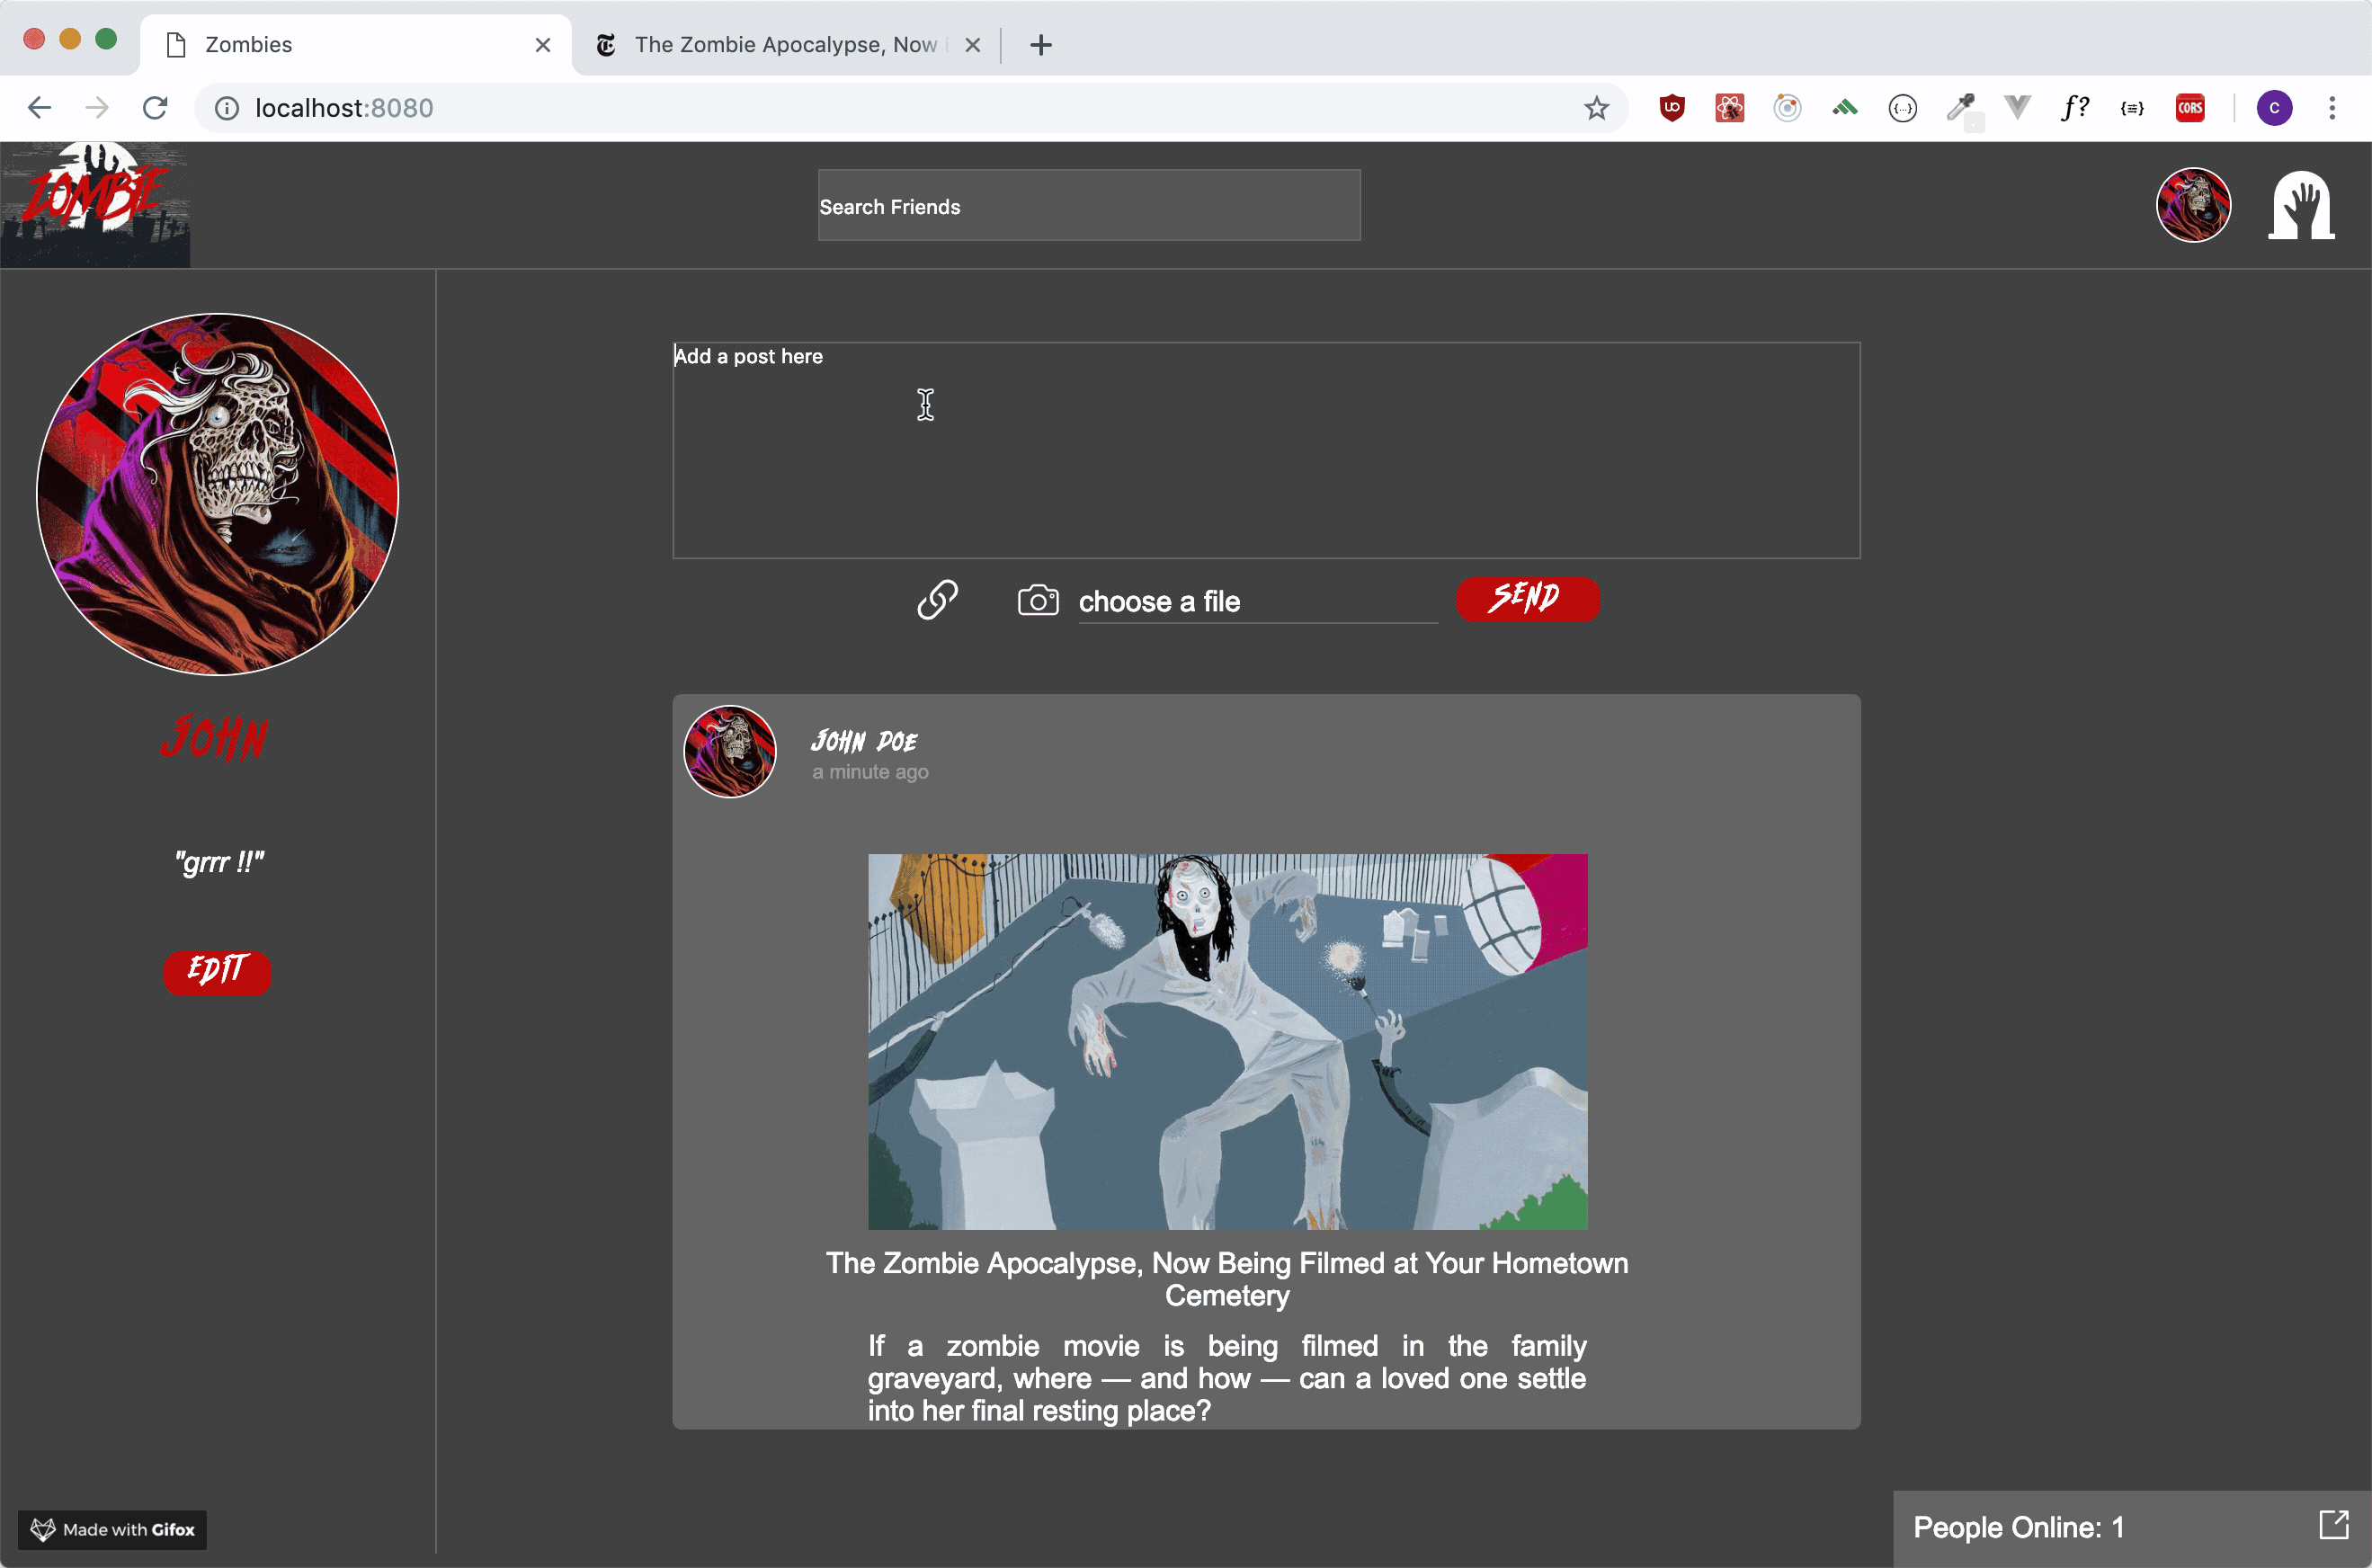 Zombies
The Zombie Apocalypse, Now
localhost:8080
UO
{...}
f?
CORS
C
ZOMBIE
Search Friends
Add a post here
choose a file
SEND
JOHN
"grrr !!"
EDIT
JOHN DOE
a minute ago
The Zombie Apocalypse, Now Being Filmed at Your Hometown
Cemetery
If a zombie movie is being filmed in the family
graveyard, where — and how — can a loved one settle
into her final resting place?
Made with Gifox
People Online: 1